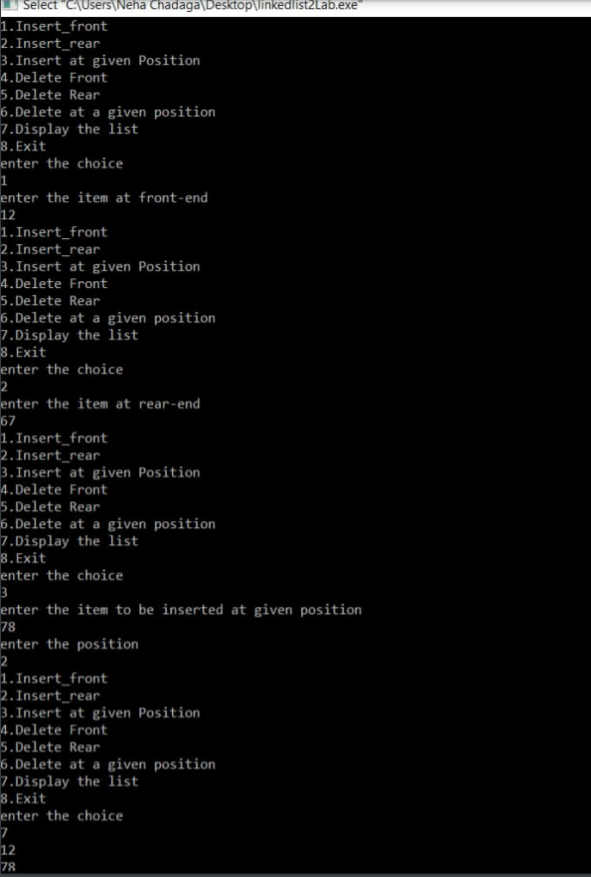 Select "C:\Users\Neha Chadaga\Desktop\linkedlist2Lab.exe"
1.Insert_front
2.Insert_rear
3.Insert at given Position
4.Delete Front
5.Delete Rear
6.Delete at a given position
7.Display the list
8.Exit
enter the choice
1
enter the item at front-end
12
1.Insert_front
2.Insert_rear
3.Insert at given Position
4.Delete Front
5.Delete Rear
6.Delete at a given position
7.Display the list
8.Exit
enter the choice
2
enter the item at rear-end
67
1.Insert_front
2.Insert_rear
3.Insert at given Position
4.Delete Front
5.Delete Rear
6.Delete at a given position
7.Display the list
8.Exit
enter the choice
3
enter the item to be inserted at given position
78
enter the position
2
1.Insert_front
2.Insert_rear
3.Insert at given Position
4.Delete Front
5.Delete Rear
6.Delete at a given position
7.Display the list
8.Exit
enter the choice
7
12
78